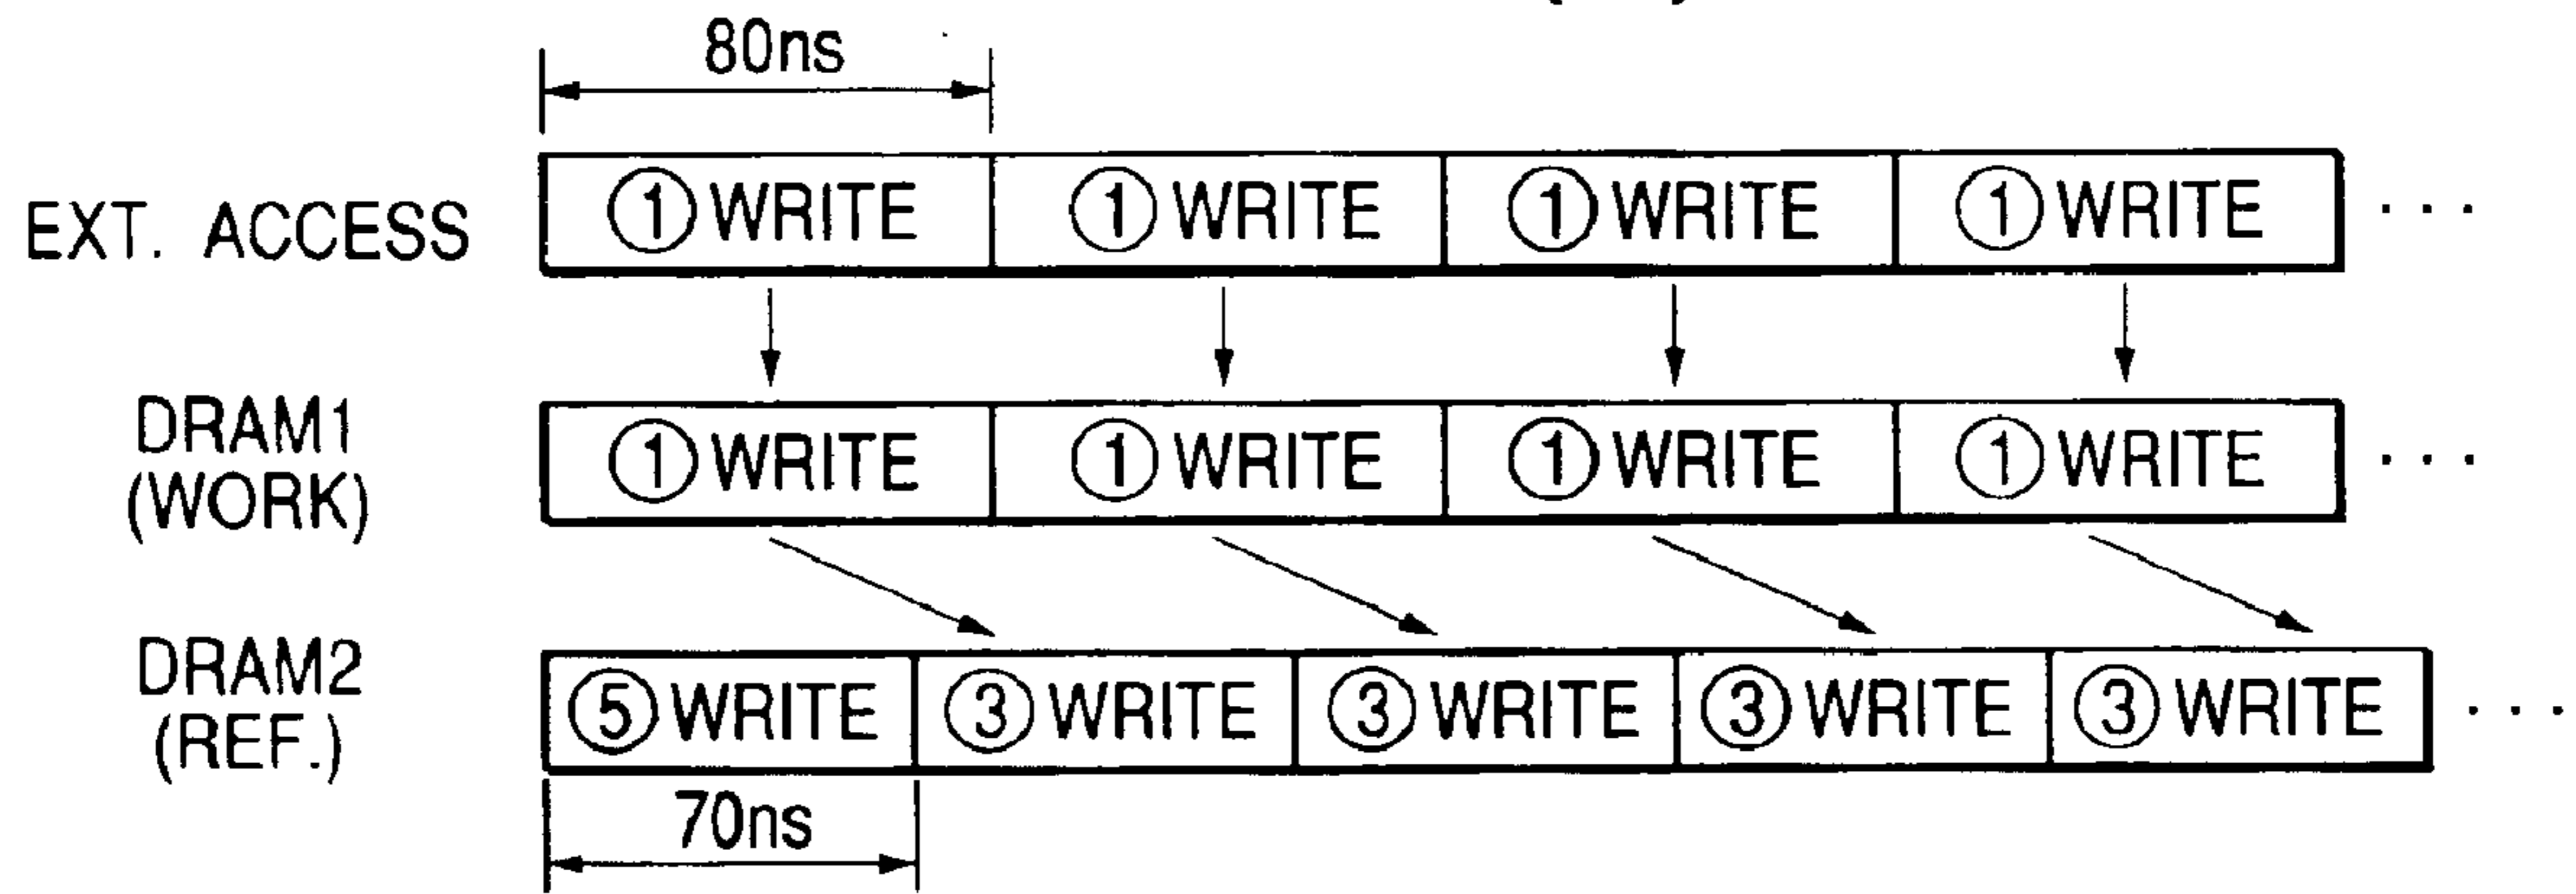 80ns
EXT. ACCESS ①WRITE ①WRITE ①WRITE ①WRITE ...
DRAM1
(WORK) ①WRITE ①WRITE ①WRITE ①WRITE ...
DRAM2
(REF.) ⑤WRITE ③WRITE ③WRITE ③WRITE ③WRITE ...
70ns